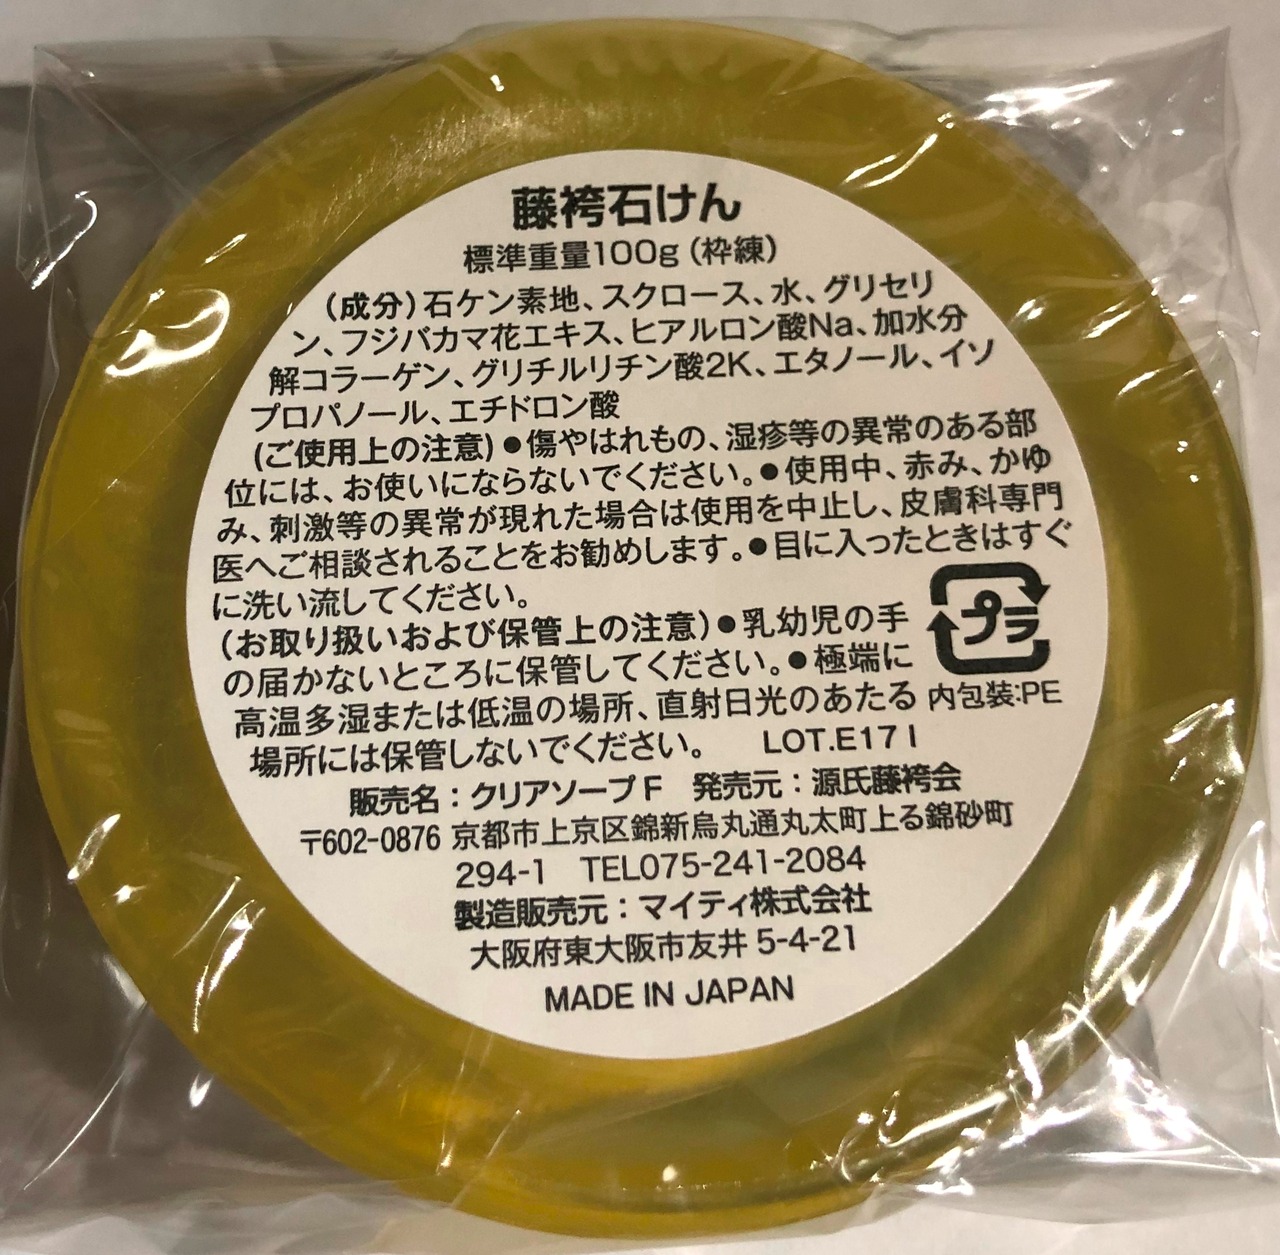 藤袴石けん
標準重量100g（枠練）
（成分）石ケン素地、スクロース、水、グリセリ
ン、フジバカマ花エキス、ヒアルロン酸Na、加水分
解コラーゲン、グリチルリチン酸2K、エタノール、イソ
プロパノール、エチドロン酸
(ご使用上の注意)●傷やはれもの、湿疹等の異常のある部
位には、お使いにならないでください。●使用中、赤み、かゆ
み、刺激等の異常が現れた場合は使用を中止し、皮膚科専門
医へご相談されることをお勧めします。●目に入ったときはすぐ
に洗い流してください。
(お取り扱いおよび保管上の注意)●乳幼児の手
の届かないところに保管してください。●極端に
高温多湿または低温の場所、直射日光のあたる
場所には保管しないでください。　LOT.E17 I
プラ
内包装:PE
販売名：クリアソープF　発売元：源氏藤袴会
〒602-0876 京都市上京区錦新烏丸通丸太町上る錦砂町
294-1　TEL075-241-2084
製造販売元：マイティ株式会社
大阪府東大阪市友井 5-4-21
MADE IN JAPAN